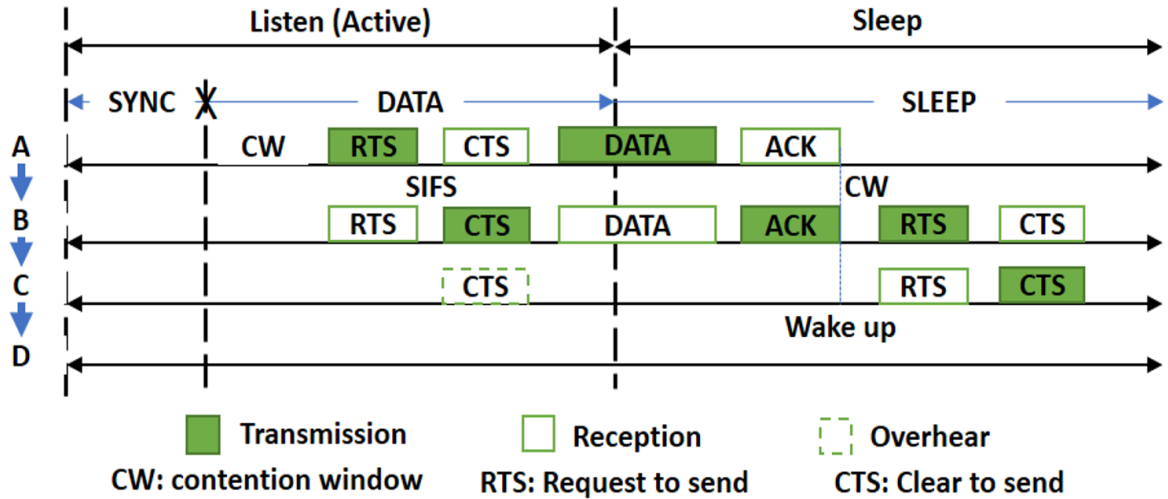 Listen (Active) Sleep
SYNC DATA SLEEP
A CW RTS CTS DATA ACK
SIFS CW
B RTS CTS DATA ACK RTS CTS
C CTS RTS CTS
Wake up
D
Transmission Reception Overhear
CW: contention window RTS: Request to send CTS: Clear to send